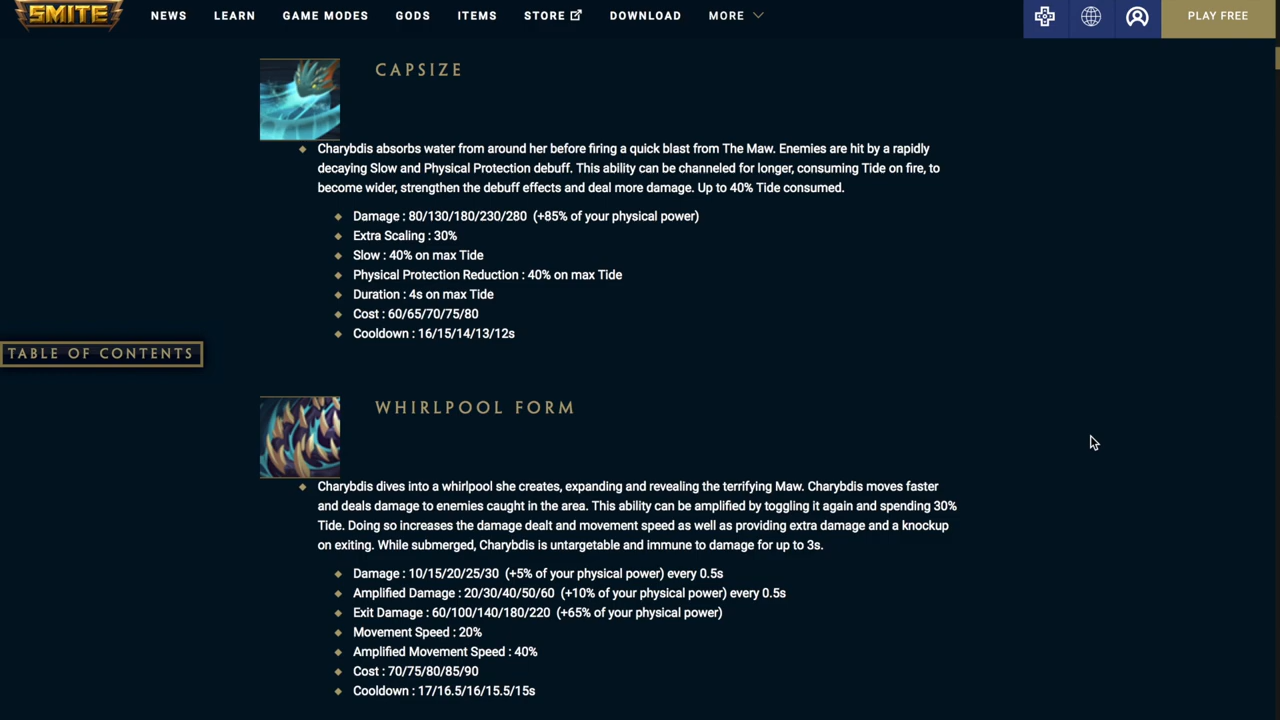 SMITE NEWS LEARN GAME MODES GODS ITEMS STORE DOWNLOAD MORE PLAY FREE
CAPSIZE
Charybdis absorbs water from around her before firing a quick blast from The Maw. Enemies are hit by a rapidly
decaying Slow and Physical Protection debuff. This ability can be channeled for longer, consuming Tide on fire, to
become wider, strengthen the debuff effects and deal more damage. Up to 40% Tide consumed.
Damage : 80/130/180/230/280 (+85% of your physical power)
Extra Scaling : 30%
Slow : 40% on max Tide
Physical Protection Reduction : 40% on max Tide
Duration : 4s on max Tide
Cost : 60/65/70/75/80
Cooldown : 16/15/14/13/12s
TABLE OF CONTENTS
WHIRLPOOL FORM
Charybdis dives into a whirlpool she creates, expanding and revealing the terrifying Maw. Charybdis moves faster
and deals damage to enemies caught in the area. This ability can be amplified by toggling it again and spending 30%
Tide. Doing so increases the damage dealt and movement speed as well as providing extra damage and a knockup
on exiting. While submerged, Charybdis is untargetable and immune to damage for up to 3s.
Damage : 10/15/20/25/30 (+5% of your physical power) every 0.5s
Amplified Damage : 20/30/40/50/60 (+10% of your physical power) every 0.5s
Exit Damage : 60/100/140/180/220 (+65% of your physical power)
Movement Speed : 20%
Amplified Movement Speed : 40%
Cost : 70/75/80/85/90
Cooldown : 17/16.5/16/15.5/15s